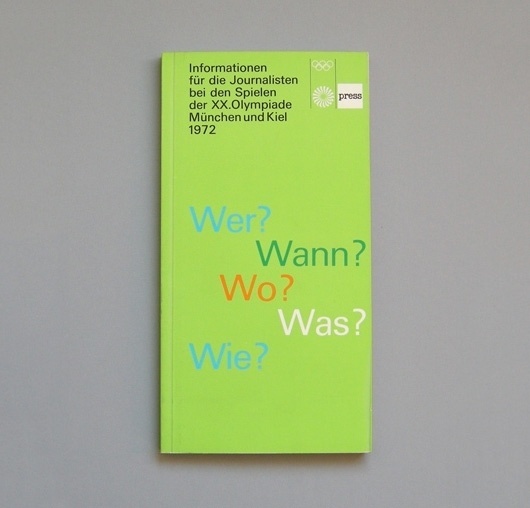 Informationen
für die Journalisten
bei den Spielen
der XX.Olympiade
München und Kiel
1972
press
Wer?
Wann?
Wo?
Was?
Wie?